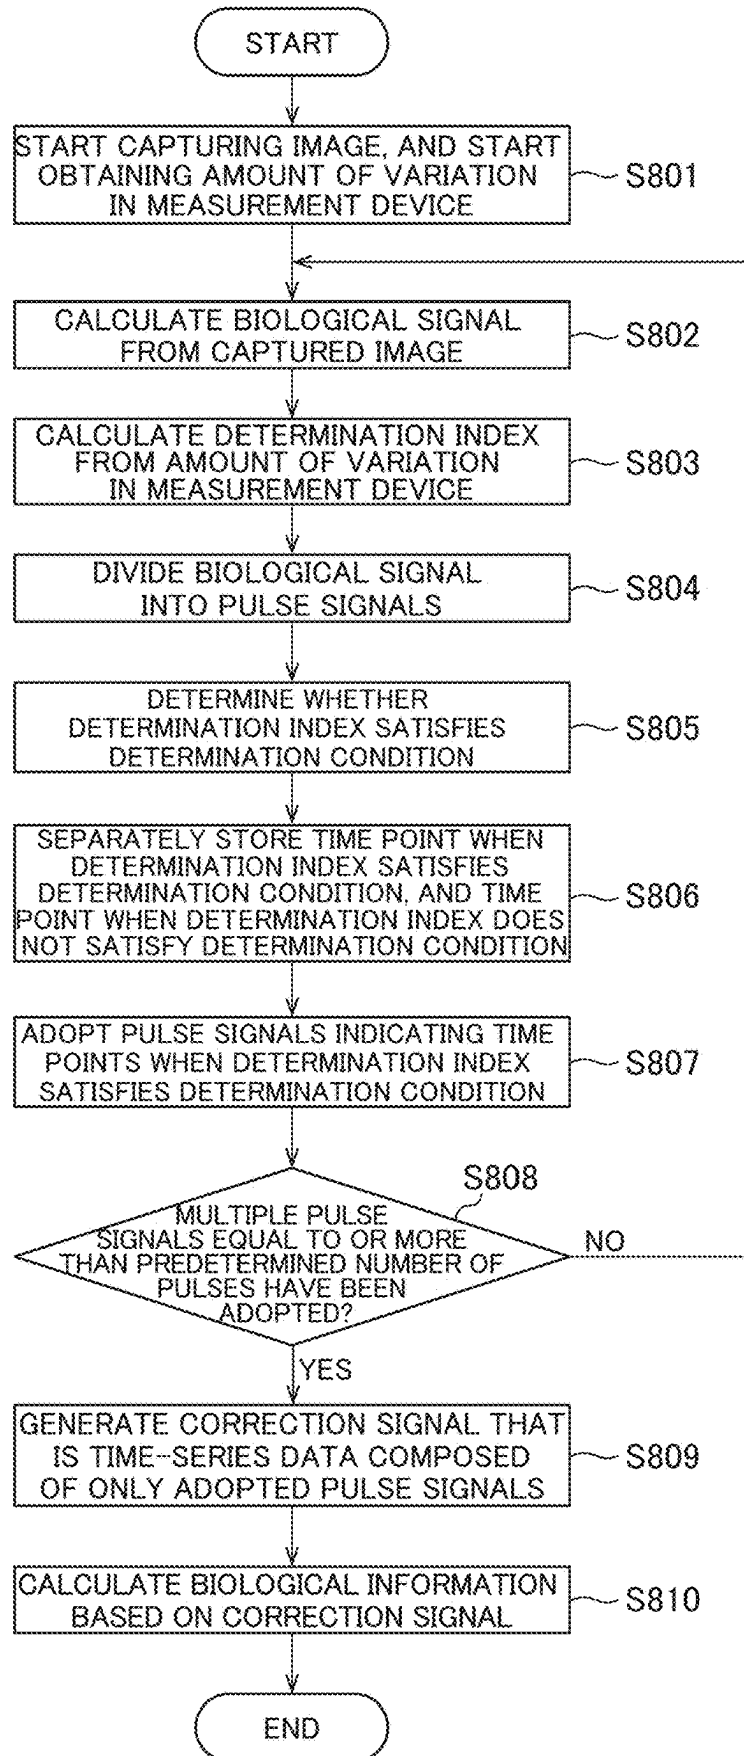 START
START CAPTURING IMAGE, AND START
OBTAINING AMOUNT OF VARIATION
IN MEASUREMENT DEVICE
S801
CALCULATE BIOLOGICAL SIGNAL
FROM CAPTURED IMAGE
S802
CALCULATE DETERMINATION INDEX
FROM AMOUNT OF VARIATION
IN MEASUREMENT DEVICE
S803
DIVIDE BIOLOGICAL SIGNAL
INTO PULSE SIGNALS
S804
DETERMINE WHETHER
DETERMINATION INDEX SATISFIES
DETERMINATION CONDITION
S805
SEPARATELY STORE TIME POINT WHEN
DETERMINATION INDEX SATISFIES
DETERMINATION CONDITION, AND TIME
POINT WHEN DETERMINATION INDEX DOES
NOT SATISFY DETERMINATION CONDITION
S806
ADOPT PULSE SIGNALS INDICATING TIME
POINTS WHEN DETERMINATION INDEX
SATISFIES DETERMINATION CONDITION
S807
S808
MULTIPLE PULSE
SIGNALS EQUAL TO OR MORE
THAN PREDETERMINED NUMBER OF
PULSES HAVE BEEN
ADOPTED?
NO
YES
GENERATE CORRECTION SIGNAL THAT
IS TIME-SERIES DATA COMPOSED
OF ONLY ADOPTED PULSE SIGNALS
S809
CALCULATE BIOLOGICAL INFORMATION
BASED ON CORRECTION SIGNAL
S810
END